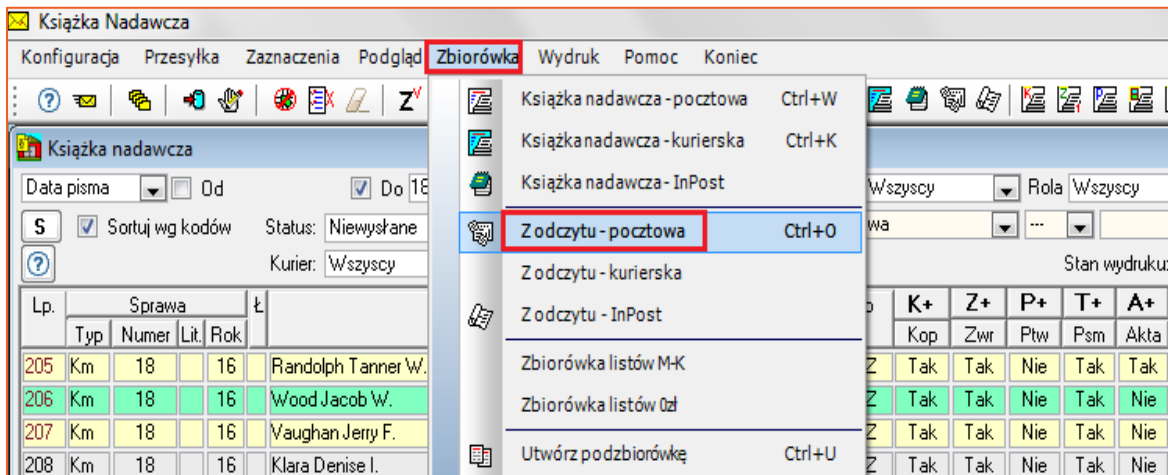 Książka Nadawcza
Konfiguracja Przesyłka Zaznaczenia Podgląd Zbiorówka Wydruk Pomoc Koniec
Książka nadawcza - pocztowa Ctrl+W
Książka nadawcza - kurierska Ctrl+K
Książka nadawcza - InPost
Z odczytu - pocztowa Ctrl+O
Z odczytu - kurierska
Z odczytu - InPost
Zbiorówka listów M-K
Zbiorówka listów 0zł
Utwórz podzbiorówkę Ctrl+U
Książka nadawcza
Data pisma Od Do 18 Wszyscy Rola Wszyscy
S Sortuj wg kodów Status: Niewysłane wa ---
Kurier: Wszyscy Stan wydruku:
Lp. Sprawa Ł K+ Z+ P+ T+ A+
Typ Numer Lit. Rok Kop Zwr Ptw Psm Akta
205 Km 18 16 Randolph Tanner W. Z Tak Tak Nie Tak Tak
206 Km 18 16 Wood Jacob W. Z Tak Tak Nie Tak Nie
207 Km 18 16 Vaughan Jerry F. Z Tak Tak Nie Tak Nie
208 Km 18 16 Klara Denise I. Z Tak Tak Nie Tak Nie